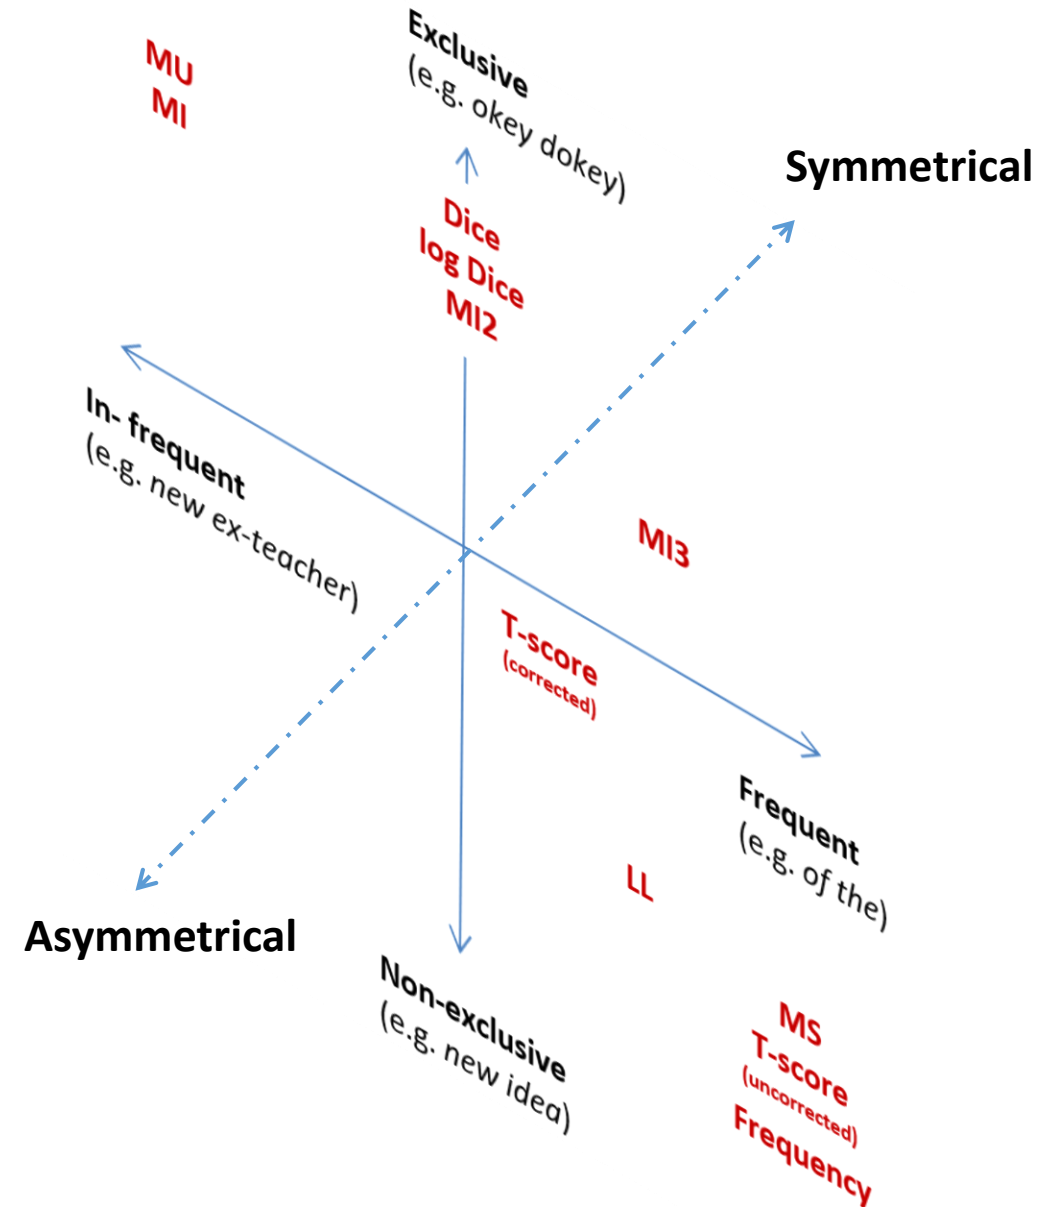 Exclusive
(e.g. okey dokey)
MU
MI
Symmetrical
Dice
log Dice
MI2
In- frequent
(e.g. new ex-teacher)
MI3
T-score
(corrected)
Frequent
(e.g. of the)
LL
Asymmetrical
Non-exclusive
(e.g. new idea)
MS
T-score
(uncorrected)
Frequency